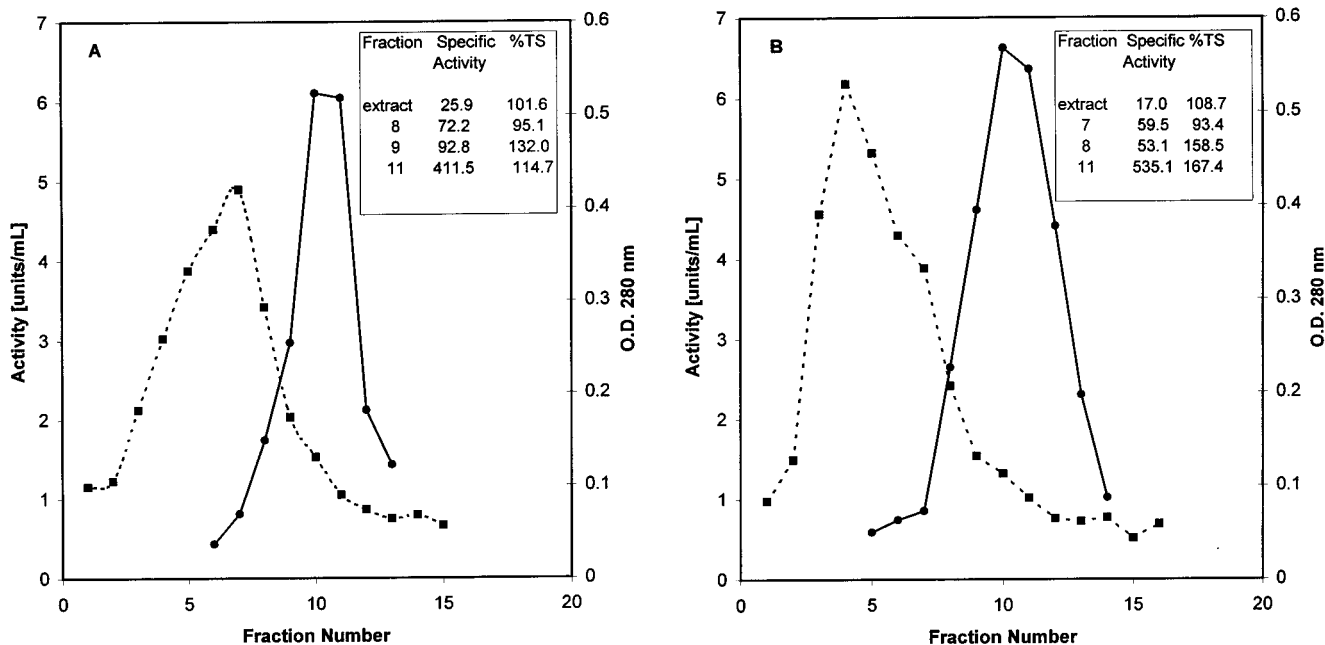 A
Fraction Specific %TS
Activity
extract 25.9 101.6
8 72.2 95.1
9 92.8 132.0
11 411.5 114.7
7
6
5
4
3
2
1
0
Activity [units/mL]
0.6
0.5
0.4
0.3
0.2
0.1
0
O.D. 280 nm
0 5 10 15 20
Fraction Number
B
Fraction Specific %TS
Activity
extract 17.0 108.7
7 59.5 93.4
8 53.1 158.5
11 535.1 167.4
7
6
5
4
3
2
1
0
Activity [units/mL]
0.6
0.5
0.4
0.3
0.2
0.1
0
O.D. 280 nm
0 5 10 15 20
Fraction Number